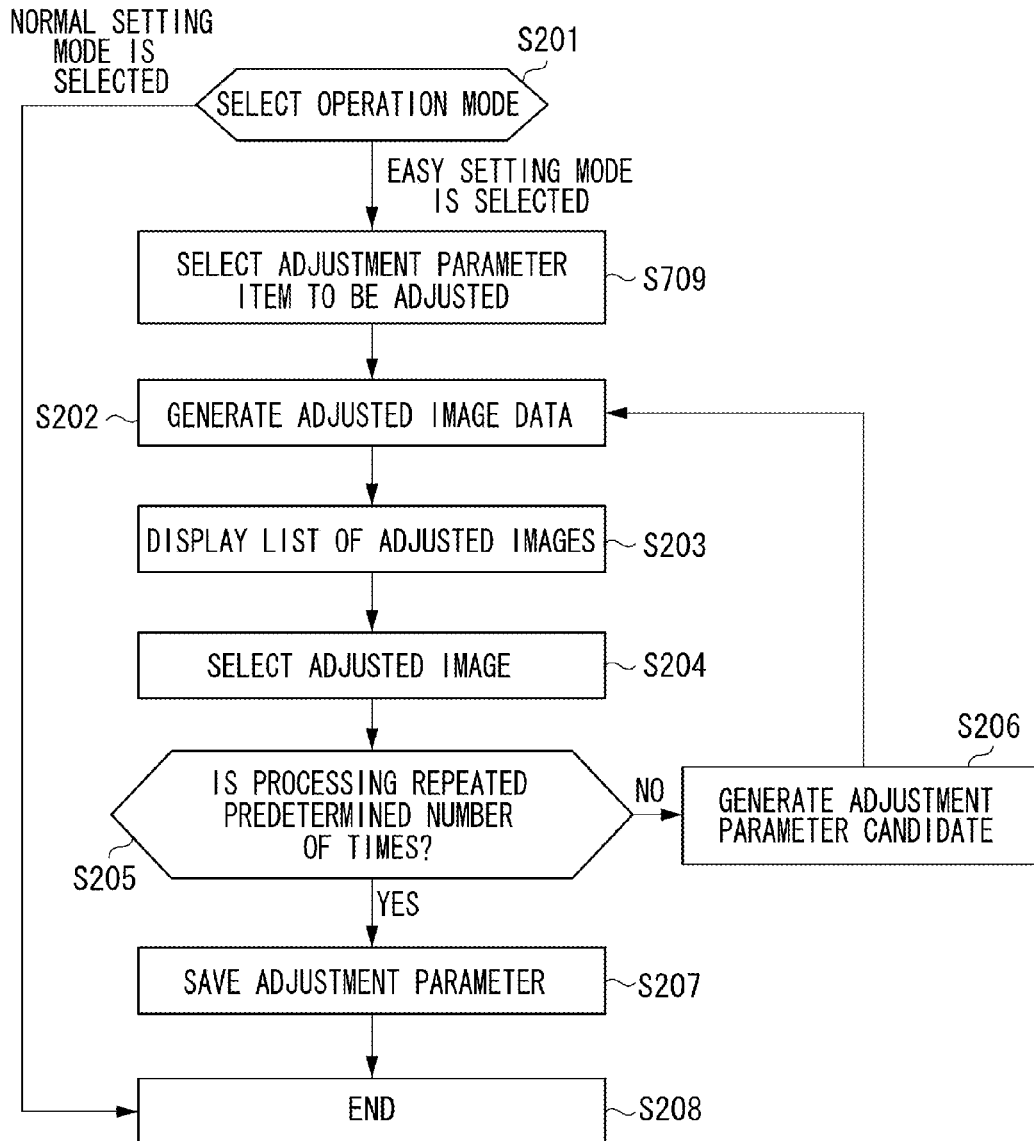 NORMAL SETTING
MODE IS
SELECTED
S201
SELECT OPERATION MODE
EASY SETTING MODE
IS SELECTED
SELECT ADJUSTMENT PARAMETER
ITEM TO BE ADJUSTED
S709
S202
GENERATE ADJUSTED IMAGE DATA
DISPLAY LIST OF ADJUSTED IMAGES
S203
SELECT ADJUSTED IMAGE
S204
IS PROCESSING REPEATED
PREDETERMINED NUMBER
OF TIMES?
S205
NO
S206
GENERATE ADJUSTMENT
PARAMETER CANDIDATE
YES
SAVE ADJUSTMENT PARAMETER
S207
END
S208